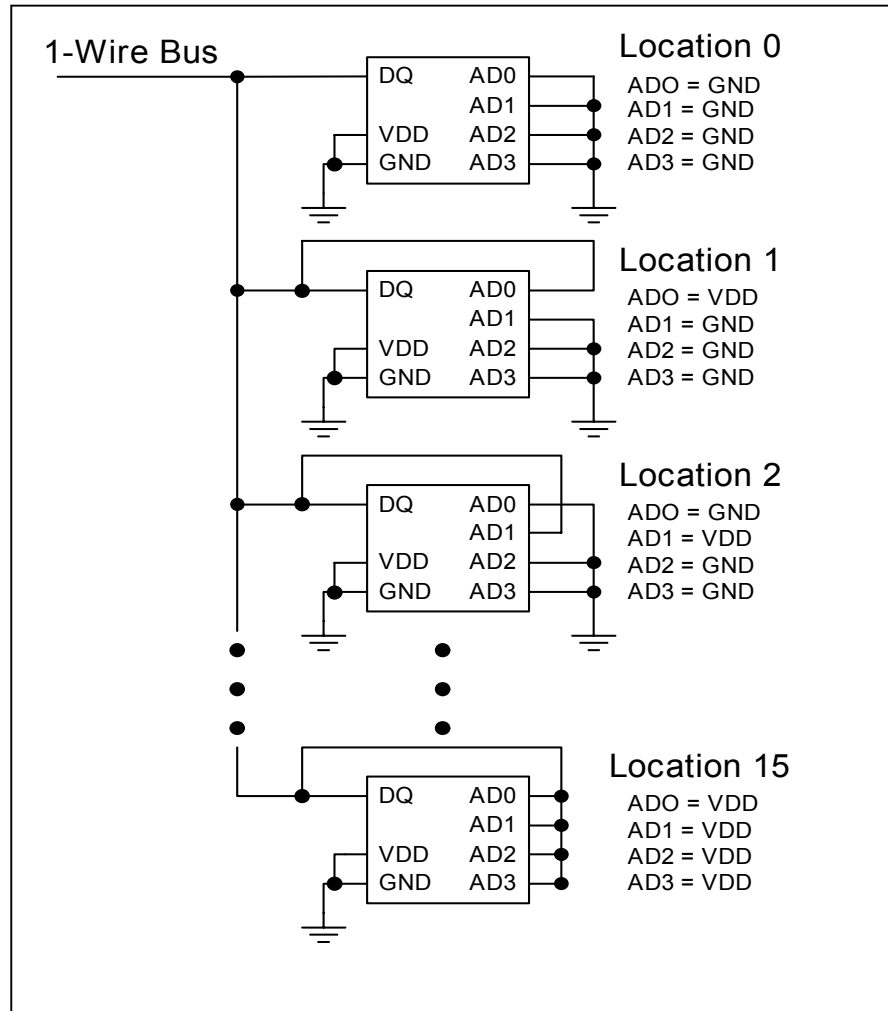 1-Wire Bus
DQ AD0
AD1
VDD AD2
GND AD3
Location 0
ADO = GND
AD1 = GND
AD2 = GND
AD3 = GND
DQ AD0
AD1
VDD AD2
GND AD3
Location 1
ADO = VDD
AD1 = GND
AD2 = GND
AD3 = GND
DQ AD0
AD1
VDD AD2
GND AD3
Location 2
ADO = GND
AD1 = VDD
AD2 = GND
AD3 = GND
DQ AD0
AD1
VDD AD2
GND AD3
Location 15
ADO = VDD
AD1 = VDD
AD2 = VDD
AD3 = VDD